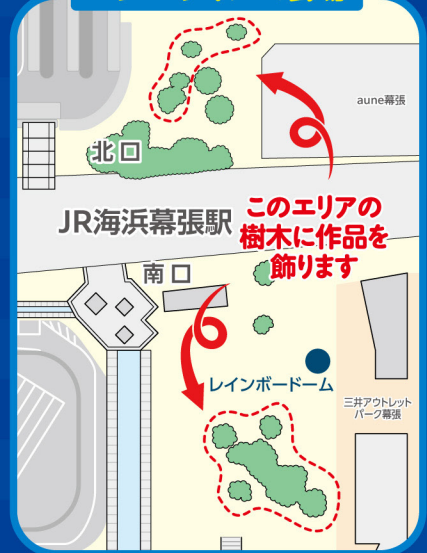 aune幕張
北口
JR海浜幕張駅
このエリアの
樹木に作品を
飾ります
南口
レインボードーム
三井アウトレット
パーク幕張